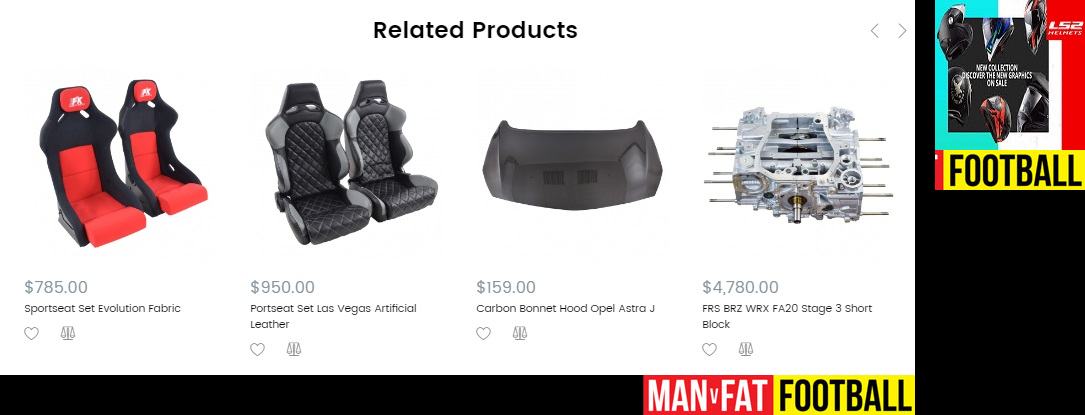 Related Products
LS2
HELMETS
NEW COLLECTION
DISCOVER THE NEW GRAPHICS
ON SALE
FOOTBALL
FK
$785.00
Sportseat Set Evolution Fabric
$950.00
Portseat Set Las Vegas Artificial
Leather
$159.00
Carbon Bonnet Hood Opel Astra J
$4,780.00
FRS BRZ WRX FA20 Stage 3 Short
Block
MAN v FAT FOOTBALL